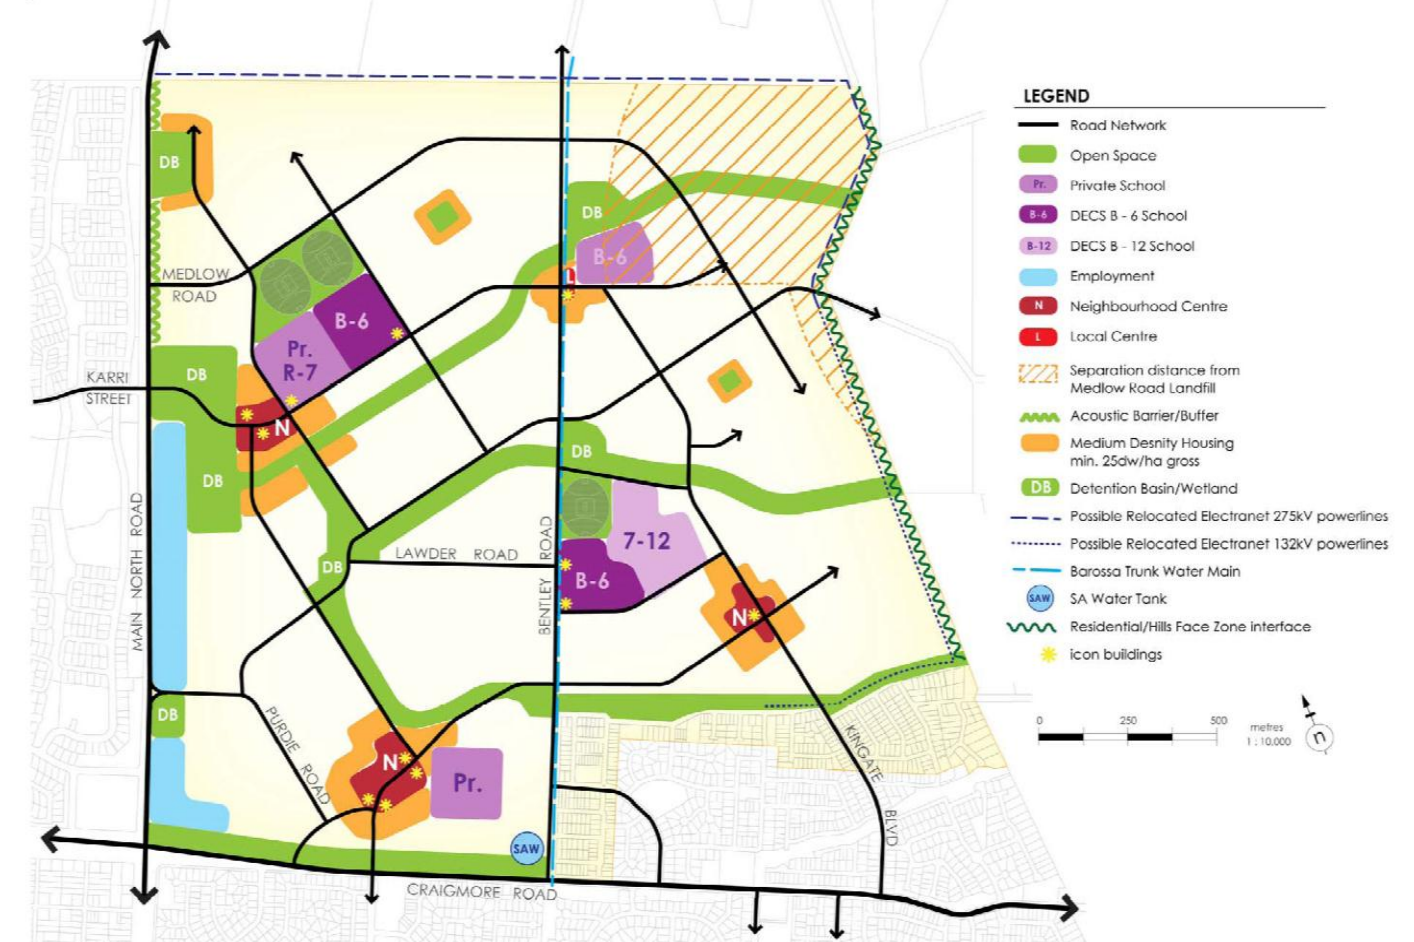 LEGEND
Road Network
Open Space
Pr. Private School
B-6 DECS B - 6 School
B-12 DECS B - 12 School
Employment
N Neighbourhood Centre
L Local Centre
Separation distance from
Medlow Road Landfill
Acoustic Barrier/Buffer
Medium Desnity Housing
min. 25dw/ha gross
DB Detention Basin/Wetland
Possible Relocated Electranet 275kV powerlines
Possible Relocated Electranet 132kV powerlines
Barossa Trunk Water Main
SAW SA Water Tank
Residential/Hills Face Zone interface
icon buildings
0 250 500 metres
1 : 10,000
n
DB
DB
MEDLOW
ROAD
B-6
B-6
Pr.
R-7
KARRI
STREET
DB
N
DB
DB
MAIN NORTH ROAD
BENTLEY ROAD
LAWDER ROAD
DB
7-12
B-6
N
DB
PURDIE ROAD
N
Pr.
KINGATE BLVD
SAW
CRAIGMORE ROAD